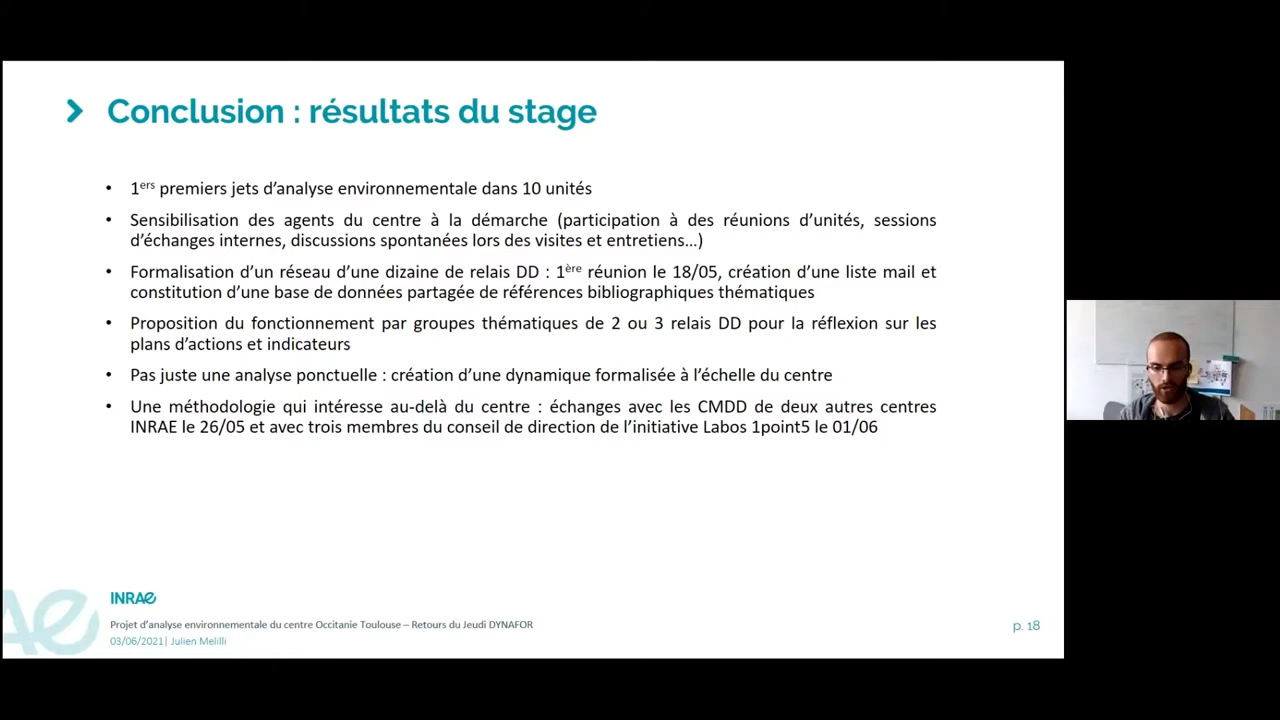 Conclusion : résultats du stage
• 1ers premiers jets d'analyse environnementale dans 10 unités
• Sensibilisation des agents du centre à la démarche (participation à des réunions d'unités, sessions
d'échanges internes, discussions spontanées lors des visites et entretiens…)
• Formalisation d'un réseau d'une dizaine de relais DD : 1ère réunion le 18/05, création d'une liste mail et
constitution d'une base de données partagée de références bibliographiques thématiques
• Proposition du fonctionnement par groupes thématiques de 2 ou 3 relais DD pour la réflexion sur les
plans d'actions et indicateurs
• Pas juste une analyse ponctuelle : création d'une dynamique formalisée à l'échelle du centre
• Une méthodologie qui intéresse au-delà du centre : échanges avec les CMDD de deux autres centres
INRAE le 26/05 et avec trois membres du conseil de direction de l'initiative Labos 1point5 le 01/06
INRAE
Projet d'analyse environnementale du centre Occitanie Toulouse – Retours du Jeudi DYNAFOR
03/06/2021| Julien Melilli
p. 18